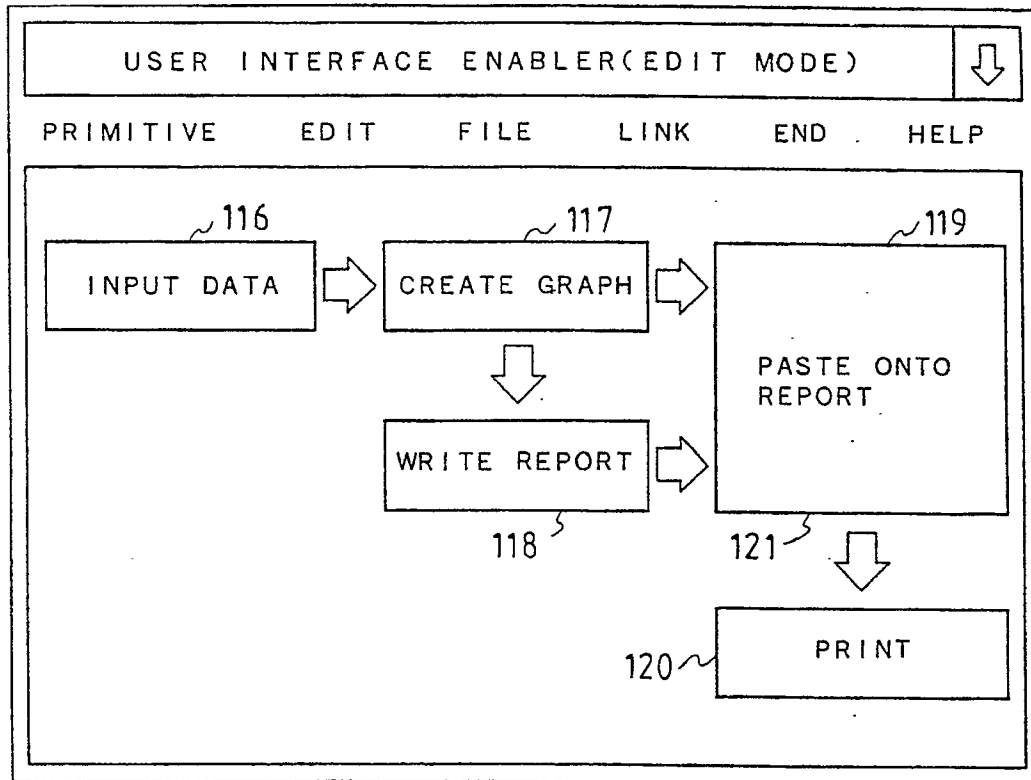 USER INTERFACE ENABLER(EDIT MODE)
PRIMITIVE EDIT FILE LINK END HELP
116
117
119
INPUT DATA
CREATE GRAPH
PASTE ONTO
REPORT
WRITE REPORT
118
121
120
PRINT